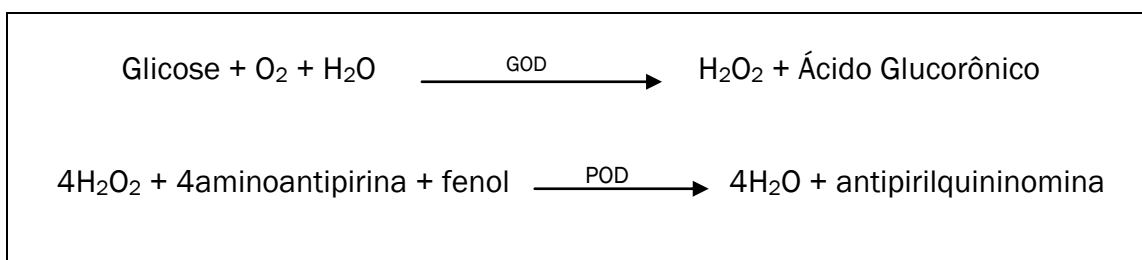 Glicose + O₂ + H₂O GOD H₂O₂ + Ácido Glucorônico
4H₂O₂ + 4aminoantipirina + fenol POD 4H₂O + antipirilquininomina